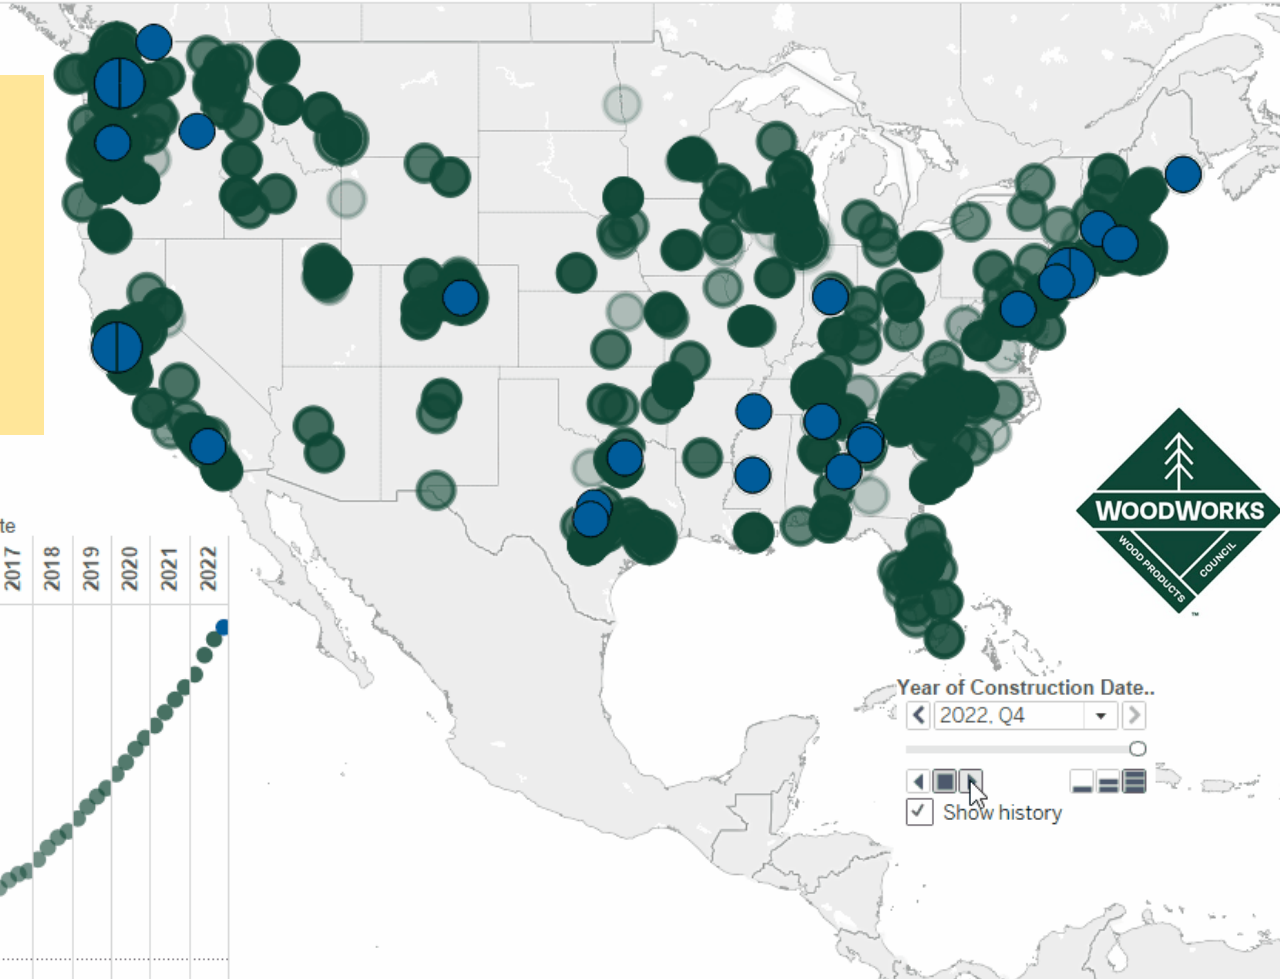 te
2017
2018
2019
2020
2021
2022
WOODWORKS
WOOD PRODUCTS
COUNCIL
™
Year of Construction Date..
2022, Q4
Show history